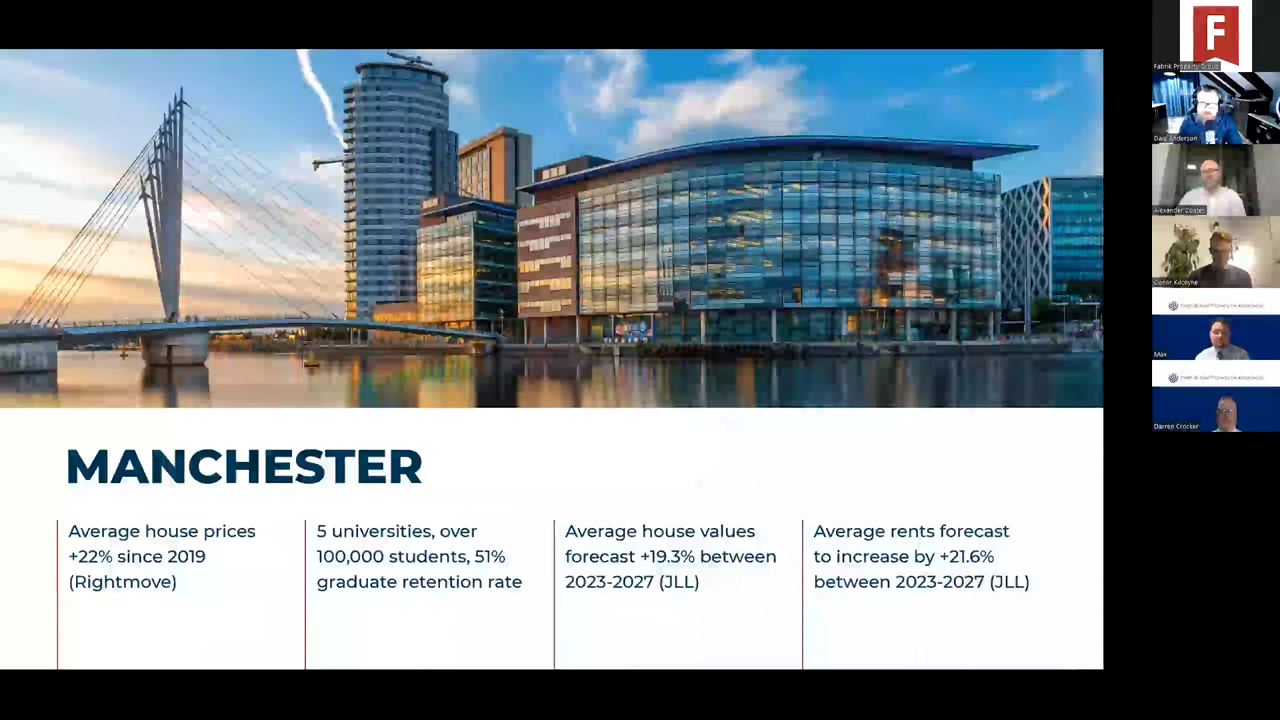 MANCHESTER
Average house prices
+22% since 2019
(Rightmove)
5 universities, over
100,000 students, 51%
graduate retention rate
Average house values
forecast +19.3% between
2023-2027 (JLL)
Average rents forecast
to increase by +21.6%
between 2023-2027 (JLL)
F
Fabrik Property Group
Dale Anderson
Alexander Coates
Conor Kilcoyne
Max
Darren Crocker